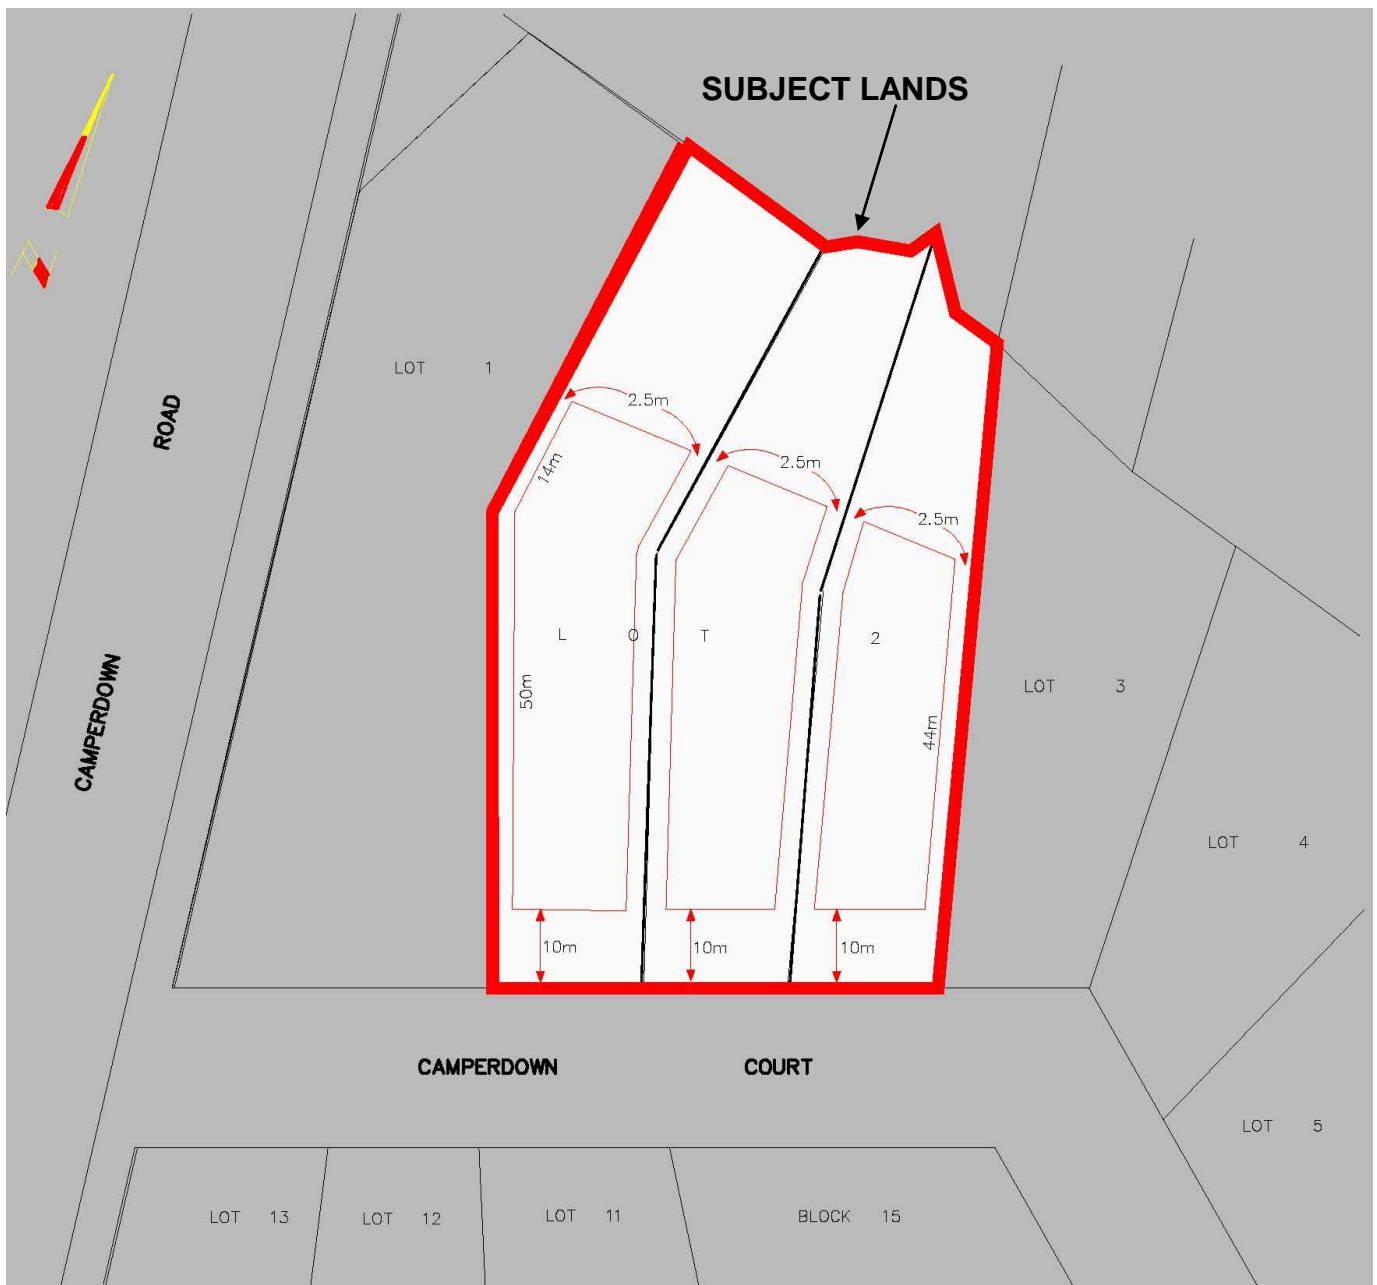 SUBJECT LANDS
N
LOT 1
ROAD
2.5m
14m
2.5m
2.5m
LOT 2
CAMPERDOWN
50m
LOT 3
44m
LOT 4
10m
10m
10m
CAMPERDOWN COURT
LOT 5
LOT 13
LOT 12
LOT 11
BLOCK 15